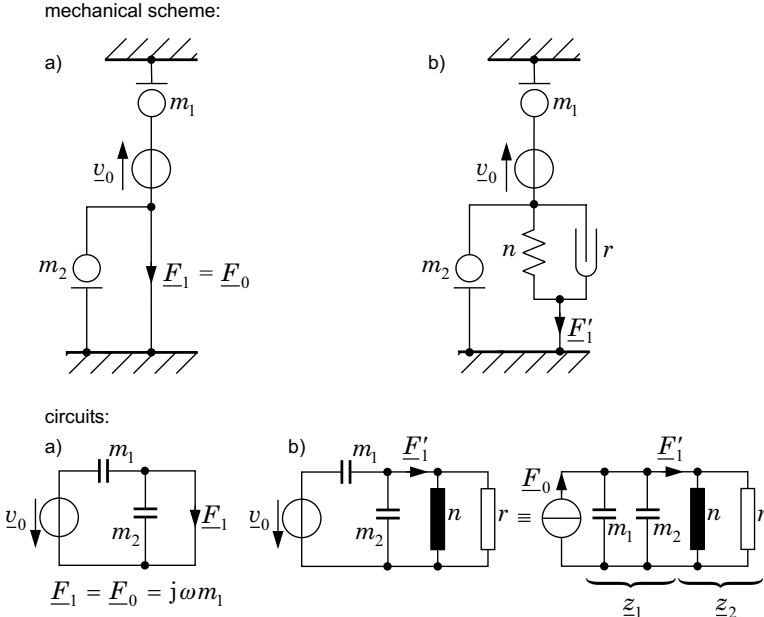 mechanical scheme:
a)
m₁
v₀
m₂
F₁ = F₀
b)
m₁
v₀
m₂
n
r
F′₁
circuits:
a)
m₁
v₀
m₂
F₁
F₁ = F₀ = jωm₁
b)
m₁
F′₁
v₀
m₂
n
r
≡
F₀
F′₁
m₁
m₂
n
r
z₁
z₂